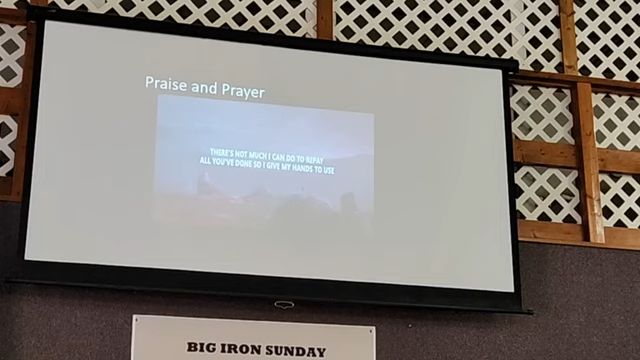 Praise and Prayer
THERE'S NOT MUCH I CAN DO TO REPAY
ALL YOU'VE DONE SO I GIVE MY HANDS TO USE
BIG IRON SUNDAY